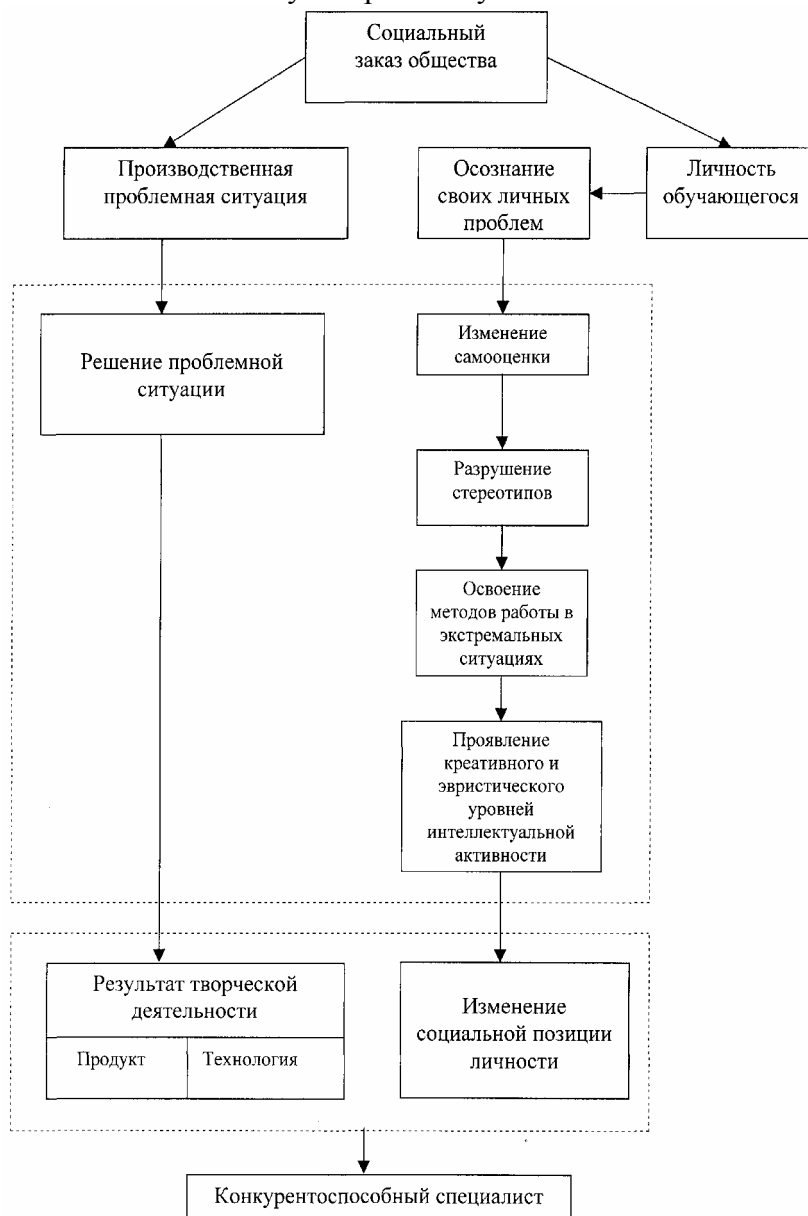 Социальный
заказ общества
Производственная
проблемная ситуация
Осознание
своих личных
проблем
Личность
обучающегося
Решение проблемной
ситуации
Изменение
самооценки
Разрушение
стереотипов
Освоение
методов работы в
экстремальных
ситуациях
Проявление
креативного и
эвристического
уровней
интеллектуальной
активности
Результат творческой
деятельности
Продукт
Технология
Изменение
социальной позиции
личности
Конкурентоспособный специалист